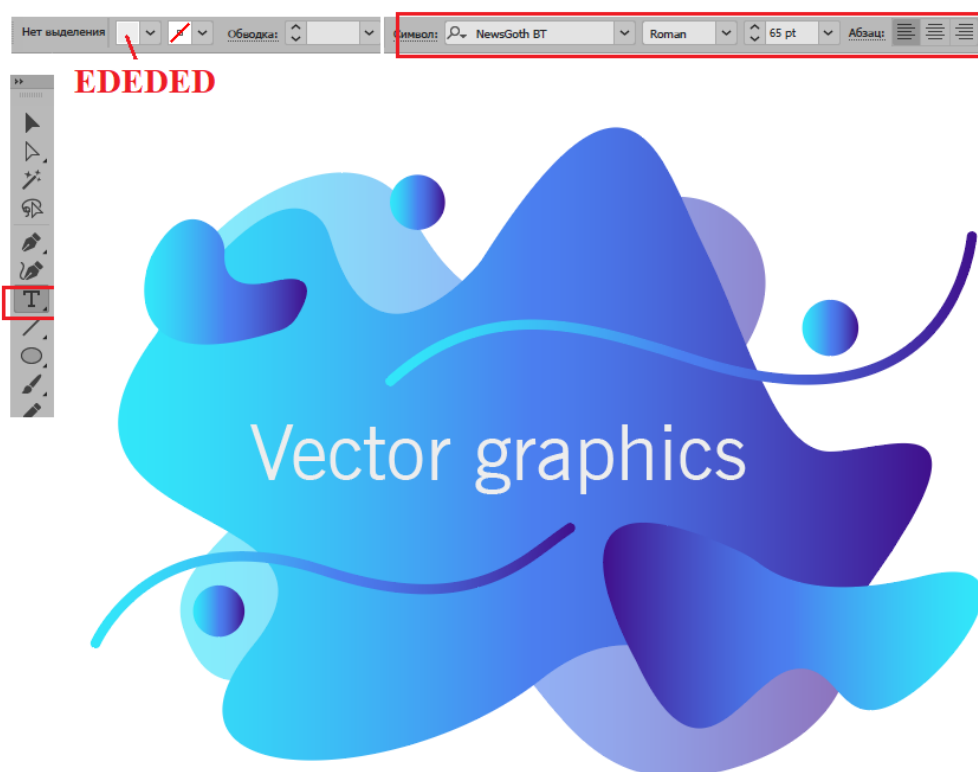 Нет выделения Обводка: Символ: NewsGoth BT Roman 65 pt Абзац:
EDEDED
T
Vector graphics